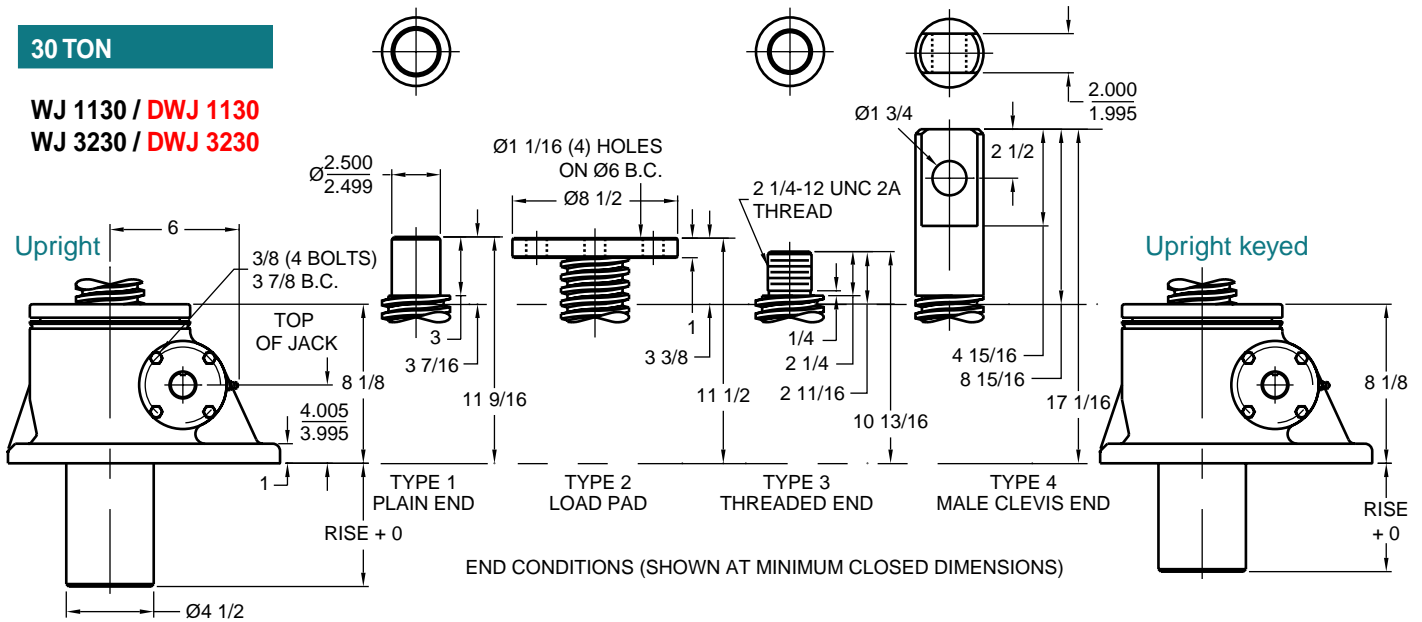 30 TON
WJ 1130 / DWJ 1130
WJ 3230 / DWJ 3230
Upright
6
3/8 (4 BOLTS)
3 7/8 B.C.
TOP
OF JACK
8 1/8
4.005
3.995
1
RISE + 0
Ø4 1/2
Ø2.500
2.499
3
3 7/16
11 9/16
TYPE 1
PLAIN END
Ø1 1/16 (4) HOLES
ON Ø6 B.C.
Ø8 1/2
1
3 3/8
11 1/2
TYPE 2
LOAD PAD
2 1/4-12 UNC 2A
THREAD
1/4
2 1/4
2 11/16
10 13/16
TYPE 3
THREADED END
2.000
1.995
Ø1 3/4
2 1/2
4 15/16
8 15/16
17 1/16
TYPE 4
MALE CLEVIS END
END CONDITIONS (SHOWN AT MINIMUM CLOSED DIMENSIONS)
Upright keyed
8 1/8
RISE
+ 0